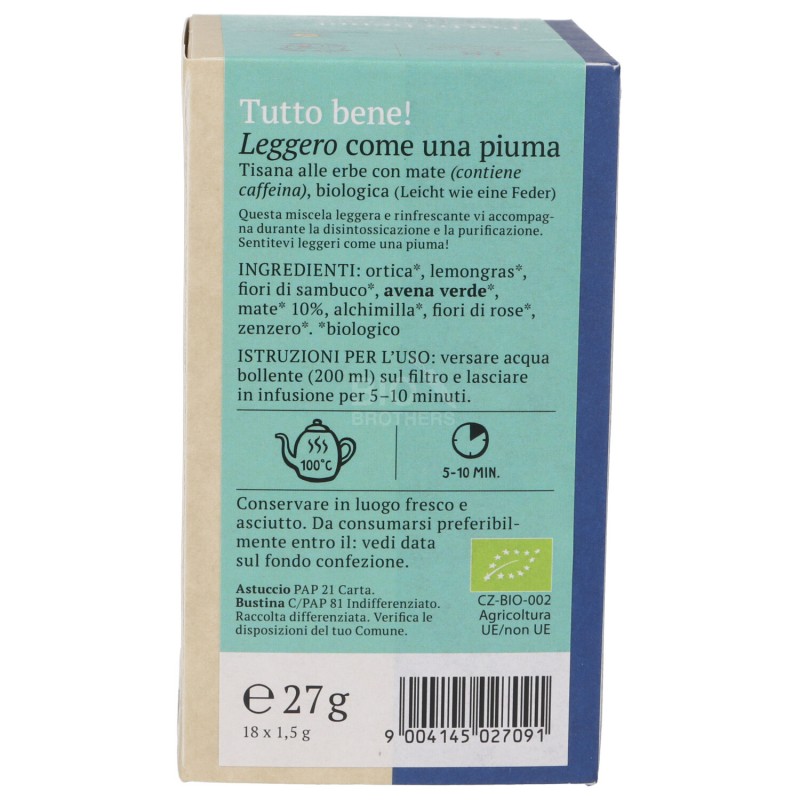 Tutto bene!
Leggero come una piuma
Tisana alle erbe con mate (contiene
caffeina), biologica (Leicht wie eine Feder)
Questa miscela leggera e rinfrescante vi accompag-
na durante la disintossicazione e la purificazione.
Sentitevi leggeri come una piuma!
INGREDIENTI: ortica*, lemongras*,
fiori di sambuco*, avena verde*,
mate* 10%, alchimilla*, fiori di rose*,
zenzero*. *biologico
ISTRUZIONI PER L'USO: versare acqua
bollente (200 ml) sul filtro e lasciare
in infusione per 5–10 minuti.
BIO
BROTHERS
100°C
5-10 MIN.
Conservare in luogo fresco e
asciutto. Da consumarsi preferibil-
mente entro il: vedi data
sul fondo confezione.
Astuccio PAP 21 Carta.
Bustina C/PAP 81 Indifferenziato.
Raccolta differenziata. Verifica le
disposizioni del tuo Comune.
CZ-BIO-002
Agricoltura
UE/non UE
℮ 27 g
18 x 1,5 g
9 004145 027091